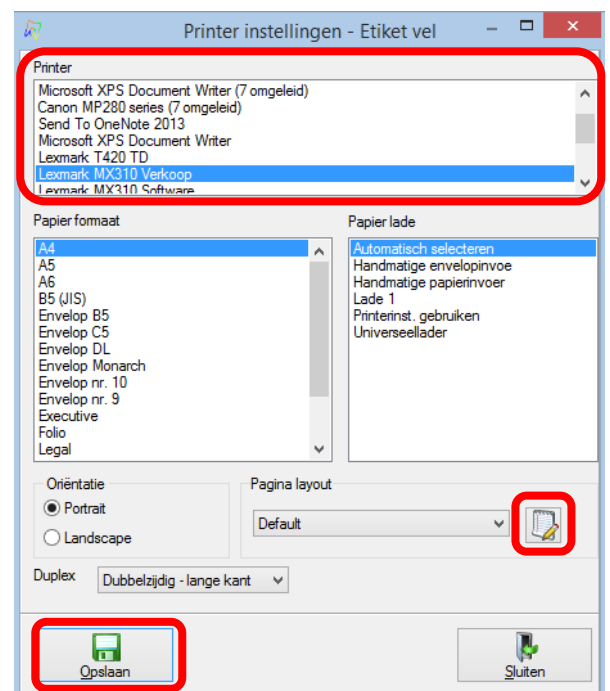 Printer instellingen - Etiket vel
Printer
Microsoft XPS Document Writer (7 omgeleid)
Canon MP280 series (7 omgeleid)
Send To OneNote 2013
Microsoft XPS Document Writer
Lexmark T420 TD
Lexmark MX310 Verkoop
Lexmark MX310 Software
Papier formaat
Papier lade
A4
A5
A6
B5 (JIS)
Envelop B5
Envelop C5
Envelop DL
Envelop Monarch
Envelop nr. 10
Envelop nr. 9
Executive
Folio
Legal
Automatisch selecteren
Handmatige envelopinvoe
Handmatige papierinvoer
Lade 1
Printerinst. gebruiken
Universeellader
Oriëntatie
Portrait
Landscape
Pagina layout
Default
Duplex
Dubbelzijdig - lange kant
Opslaan
Sluiten